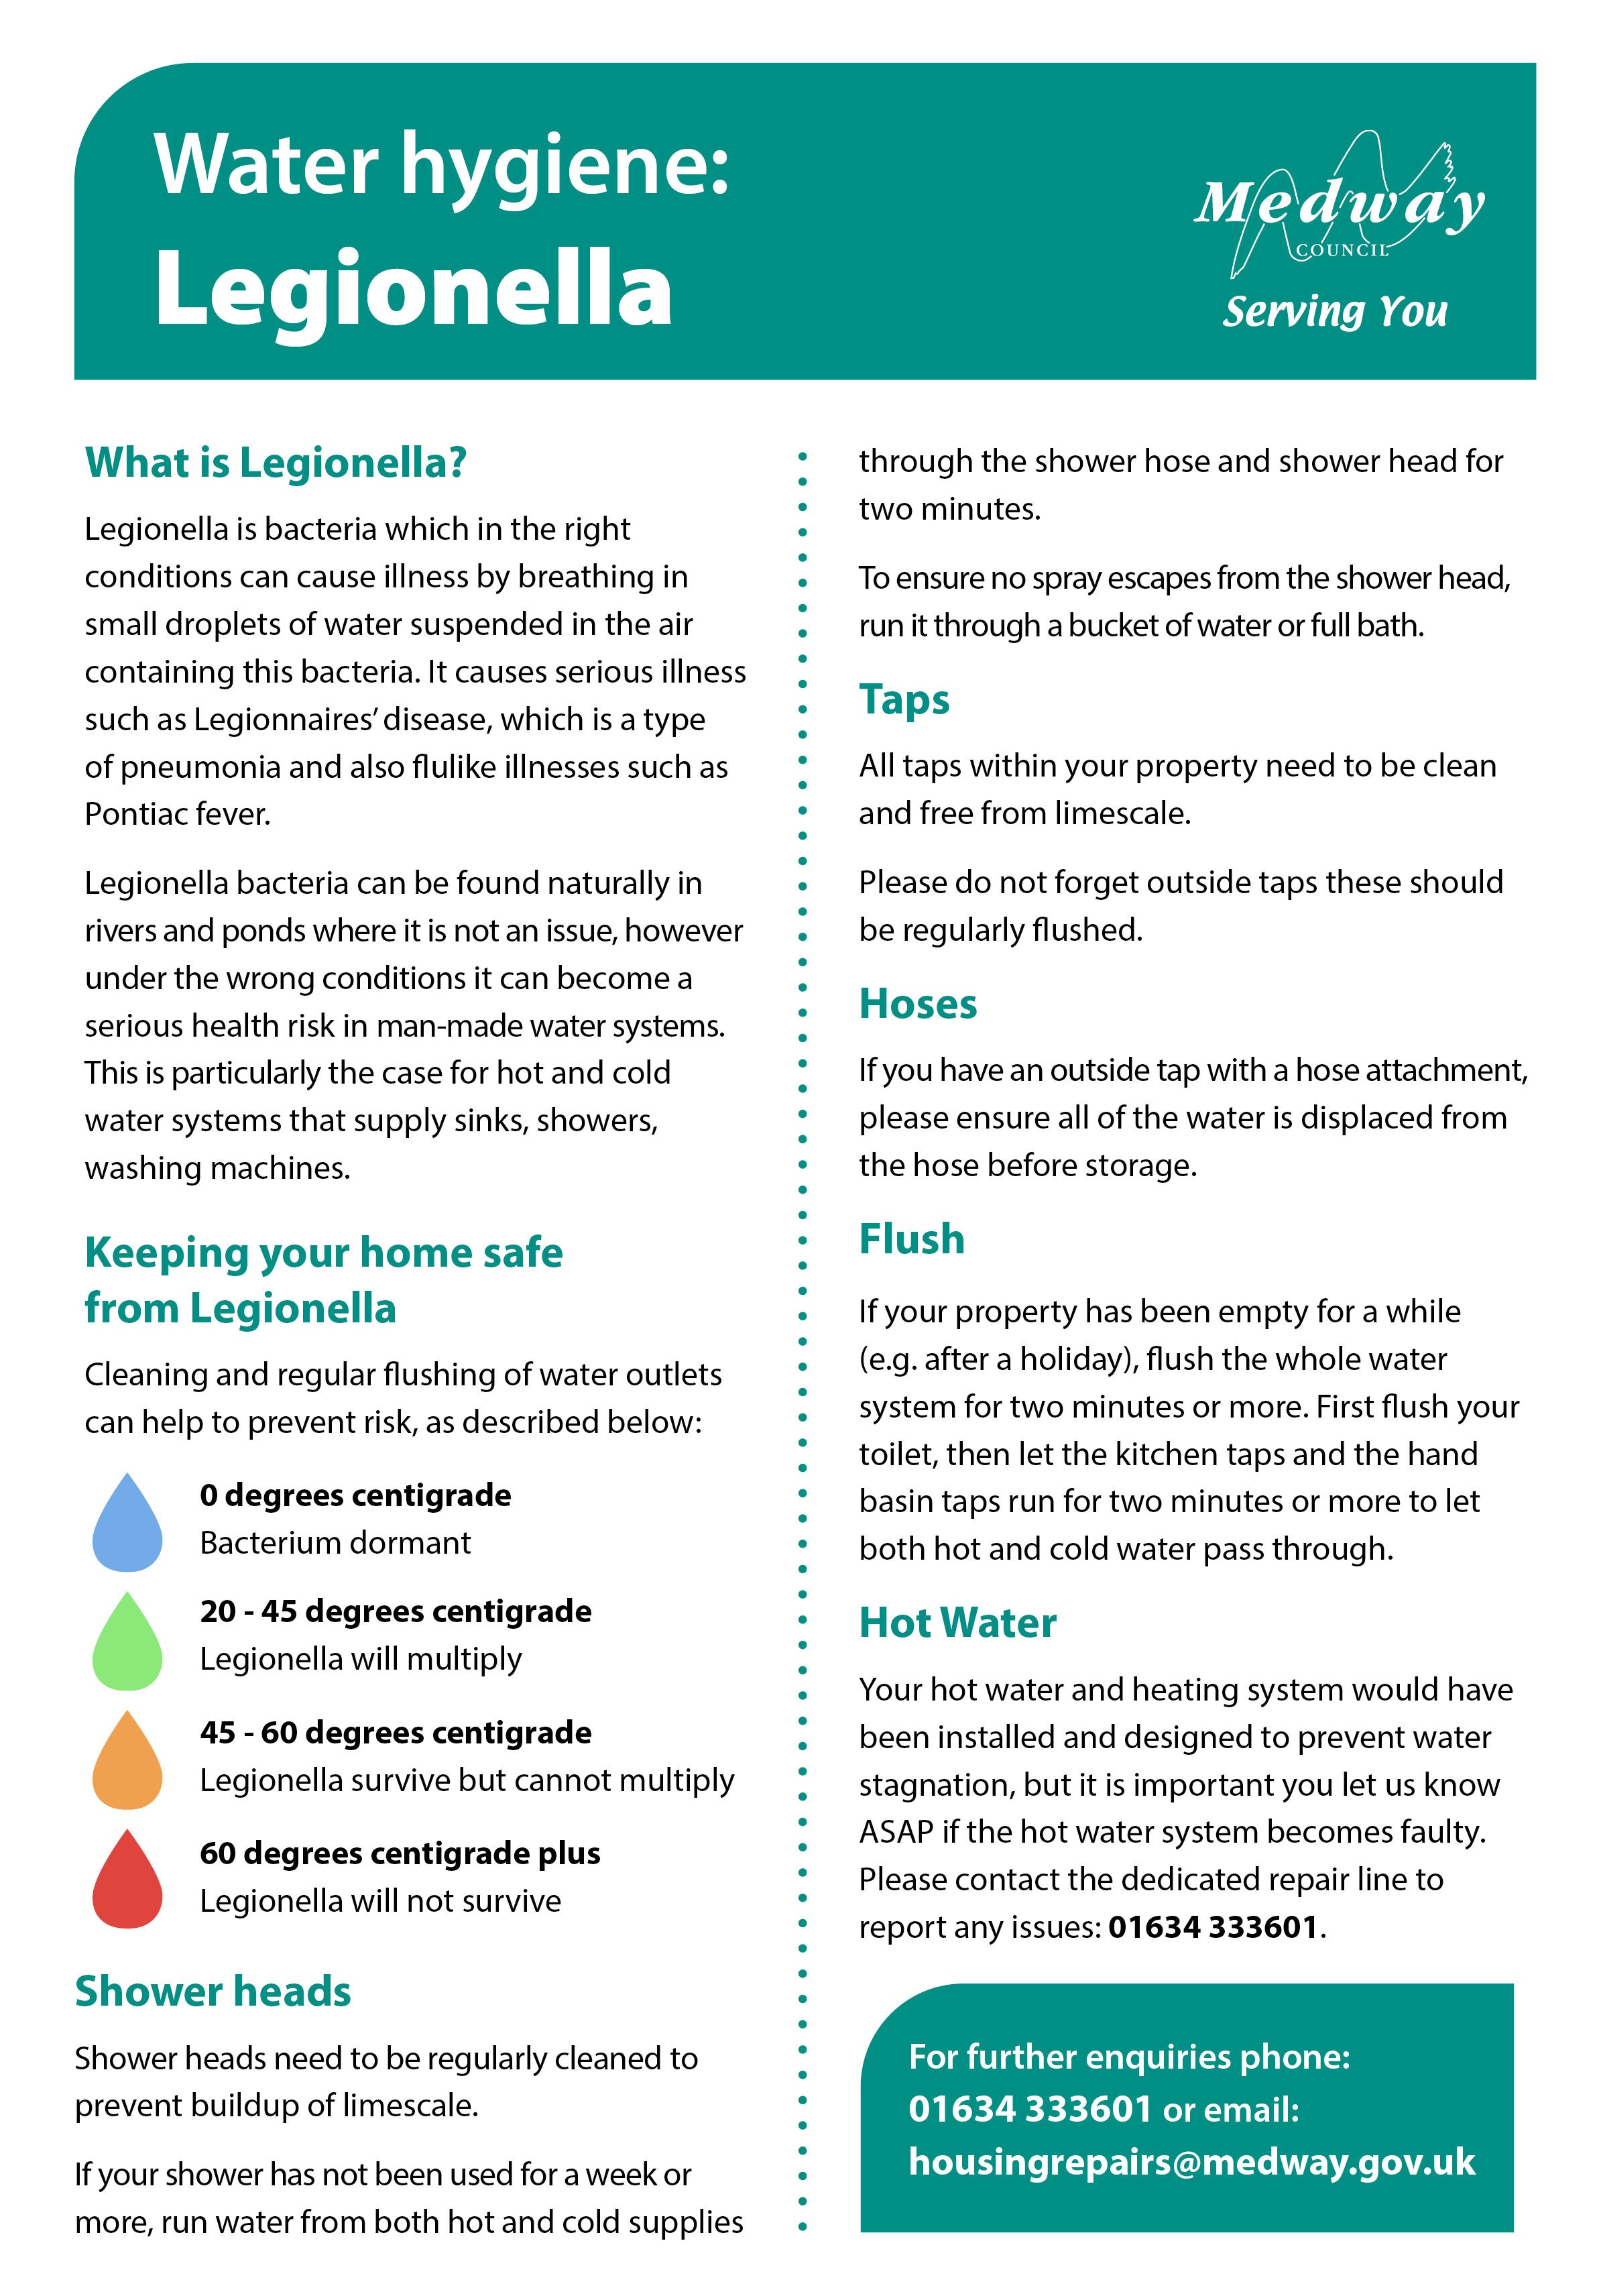 Water hygiene:
Legionella
Medway
COUNCIL
Serving You
What is Legionella?
Legionella is bacteria which in the right
conditions can cause illness by breathing in
small droplets of water suspended in the air
containing this bacteria. It causes serious illness
such as Legionnaires’ disease, which is a type
of pneumonia and also flulike illnesses such as
Pontiac fever.
Legionella bacteria can be found naturally in
rivers and ponds where it is not an issue, however
under the wrong conditions it can become a
serious health risk in man-made water systems.
This is particularly the case for hot and cold
water systems that supply sinks, showers,
washing machines.
Keeping your home safe
from Legionella
Cleaning and regular flushing of water outlets
can help to prevent risk, as described below:
0 degrees centigrade
Bacterium dormant
20 - 45 degrees centigrade
Legionella will multiply
45 - 60 degrees centigrade
Legionella survive but cannot multiply
60 degrees centigrade plus
Legionella will not survive
Shower heads
Shower heads need to be regularly cleaned to
prevent buildup of limescale.
If your shower has not been used for a week or
more, run water from both hot and cold supplies
through the shower hose and shower head for
two minutes.
To ensure no spray escapes from the shower head,
run it through a bucket of water or full bath.
Taps
All taps within your property need to be clean
and free from limescale.
Please do not forget outside taps these should
be regularly flushed.
Hoses
If you have an outside tap with a hose attachment,
please ensure all of the water is displaced from
the hose before storage.
Flush
If your property has been empty for a while
(e.g. after a holiday), flush the whole water
system for two minutes or more. First flush your
toilet, then let the kitchen taps and the hand
basin taps run for two minutes or more to let
both hot and cold water pass through.
Hot Water
Your hot water and heating system would have
been installed and designed to prevent water
stagnation, but it is important you let us know
ASAP if the hot water system becomes faulty.
Please contact the dedicated repair line to
report any issues: 01634 333601.
For further enquiries phone:
01634 333601 or email:
housingrepairs@medway.gov.uk